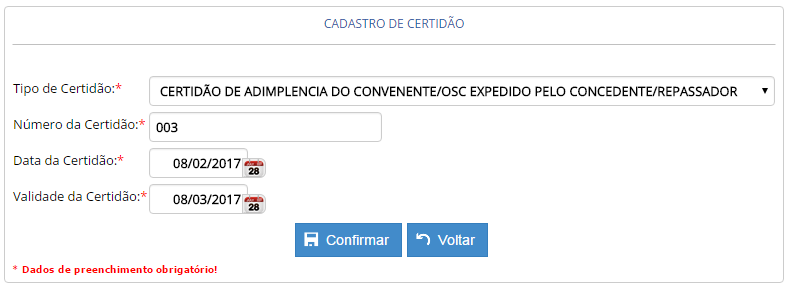 CADASTRO DE CERTIDÃO
Tipo de Certidão:* CERTIDÃO DE ADIMPLENCIA DO CONVENENTE/OSC EXPEDIDO PELO CONCEDENTE/REPASSADOR
Número da Certidão:* 003
Data da Certidão:* 08/02/2017 28
Validade da Certidão:* 08/03/2017 28
Confirmar Voltar
* Dados de preenchimento obrigatório!